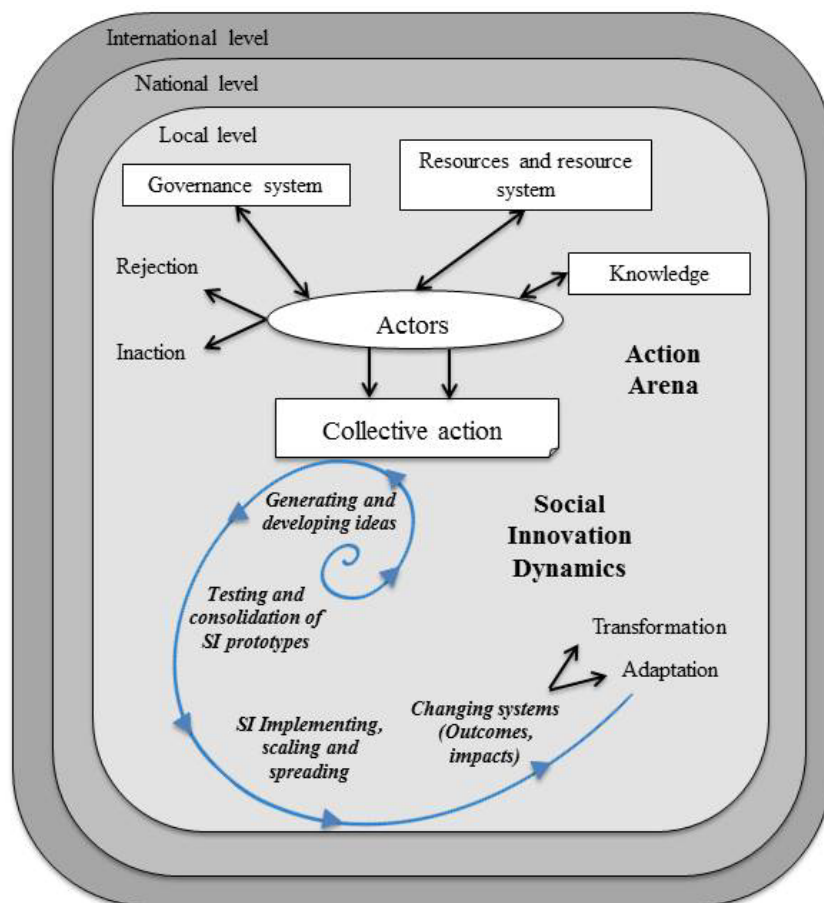 International level
National level
Local level
Governance system
Resources and resource
system
Rejection
Knowledge
Actors
Inaction
Action
Arena
Collective action
Generating and
developing ideas
Social
Innovation
Dynamics
Testing and
consolidation of
SI prototypes
Transformation
Adaptation
Changing systems
(Outcomes,
impacts)
SI Implementing,
scaling and
spreading